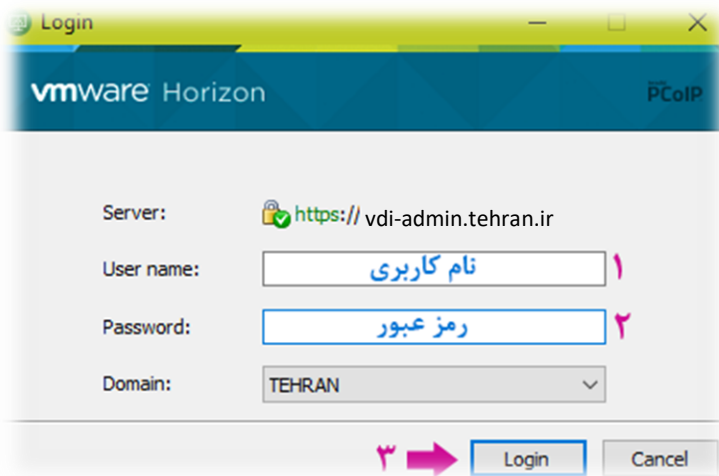 Login
vmware Horizon
PCoIP
Server: https:// vdi-admin.tehran.ir
User name: نام کاربری ۱
Password: رمز عبور ۲
Domain: TEHRAN
۳ Login Cancel